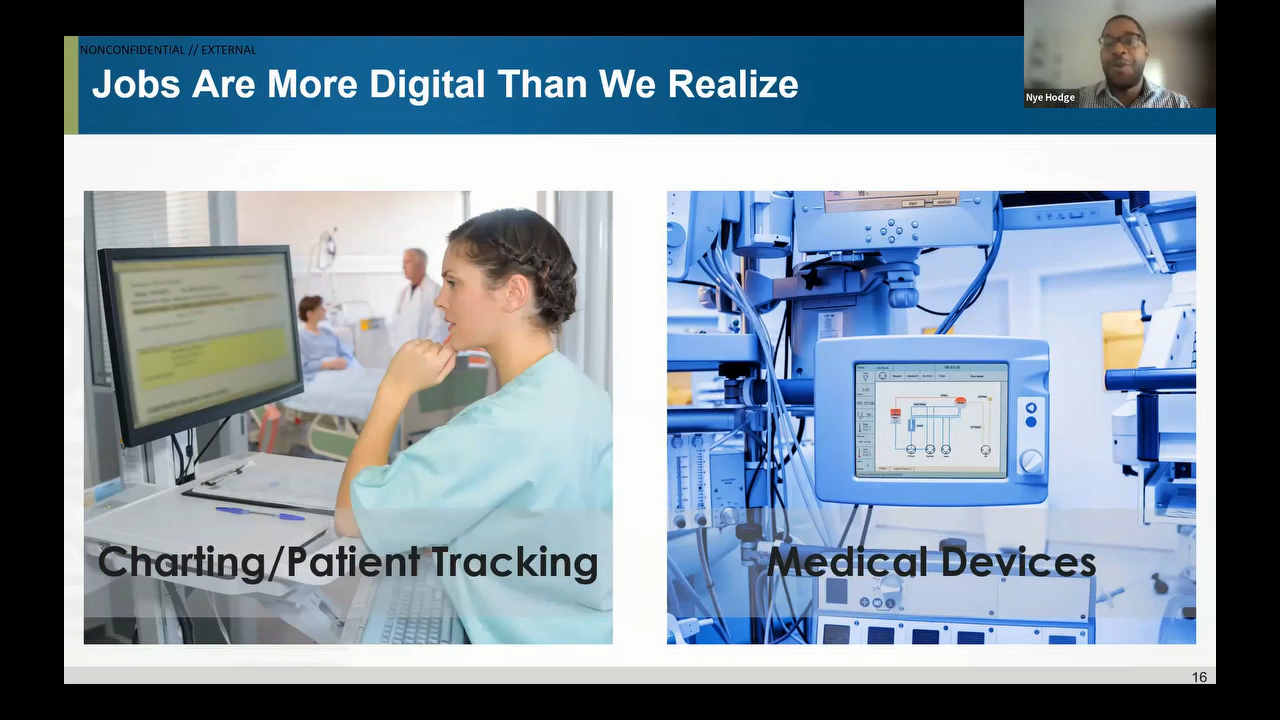 NONCONFIDENTIAL // EXTERNAL
Jobs Are More Digital Than We Realize
Nye Hodge
Charting/Patient Tracking
Medical Devices
16